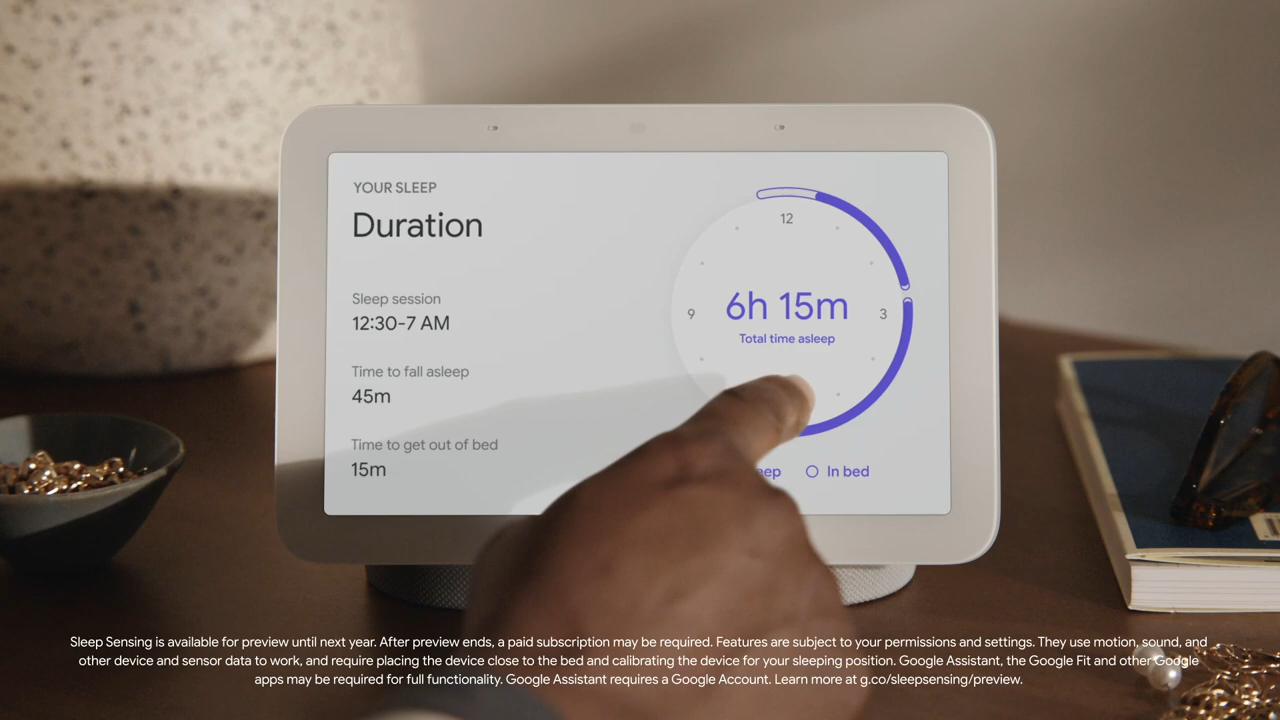 YOUR SLEEP
Duration
Sleep session
12:30-7 AM
Time to fall asleep
45m
Time to get out of bed
15m
12
9
3
6h 15m
Total time asleep
In bed
Sleep Sensing is available for preview until next year. After preview ends, a paid subscription may be required. Features are subject to your permissions and settings. They use motion, sound, and
other device and sensor data to work, and require placing the device close to the bed and calibrating the device for your sleeping position. Google Assistant, the Google Fit and other Google
apps may be required for full functionality. Google Assistant requires a Google Account. Learn more at g.co/sleepsensing/preview.